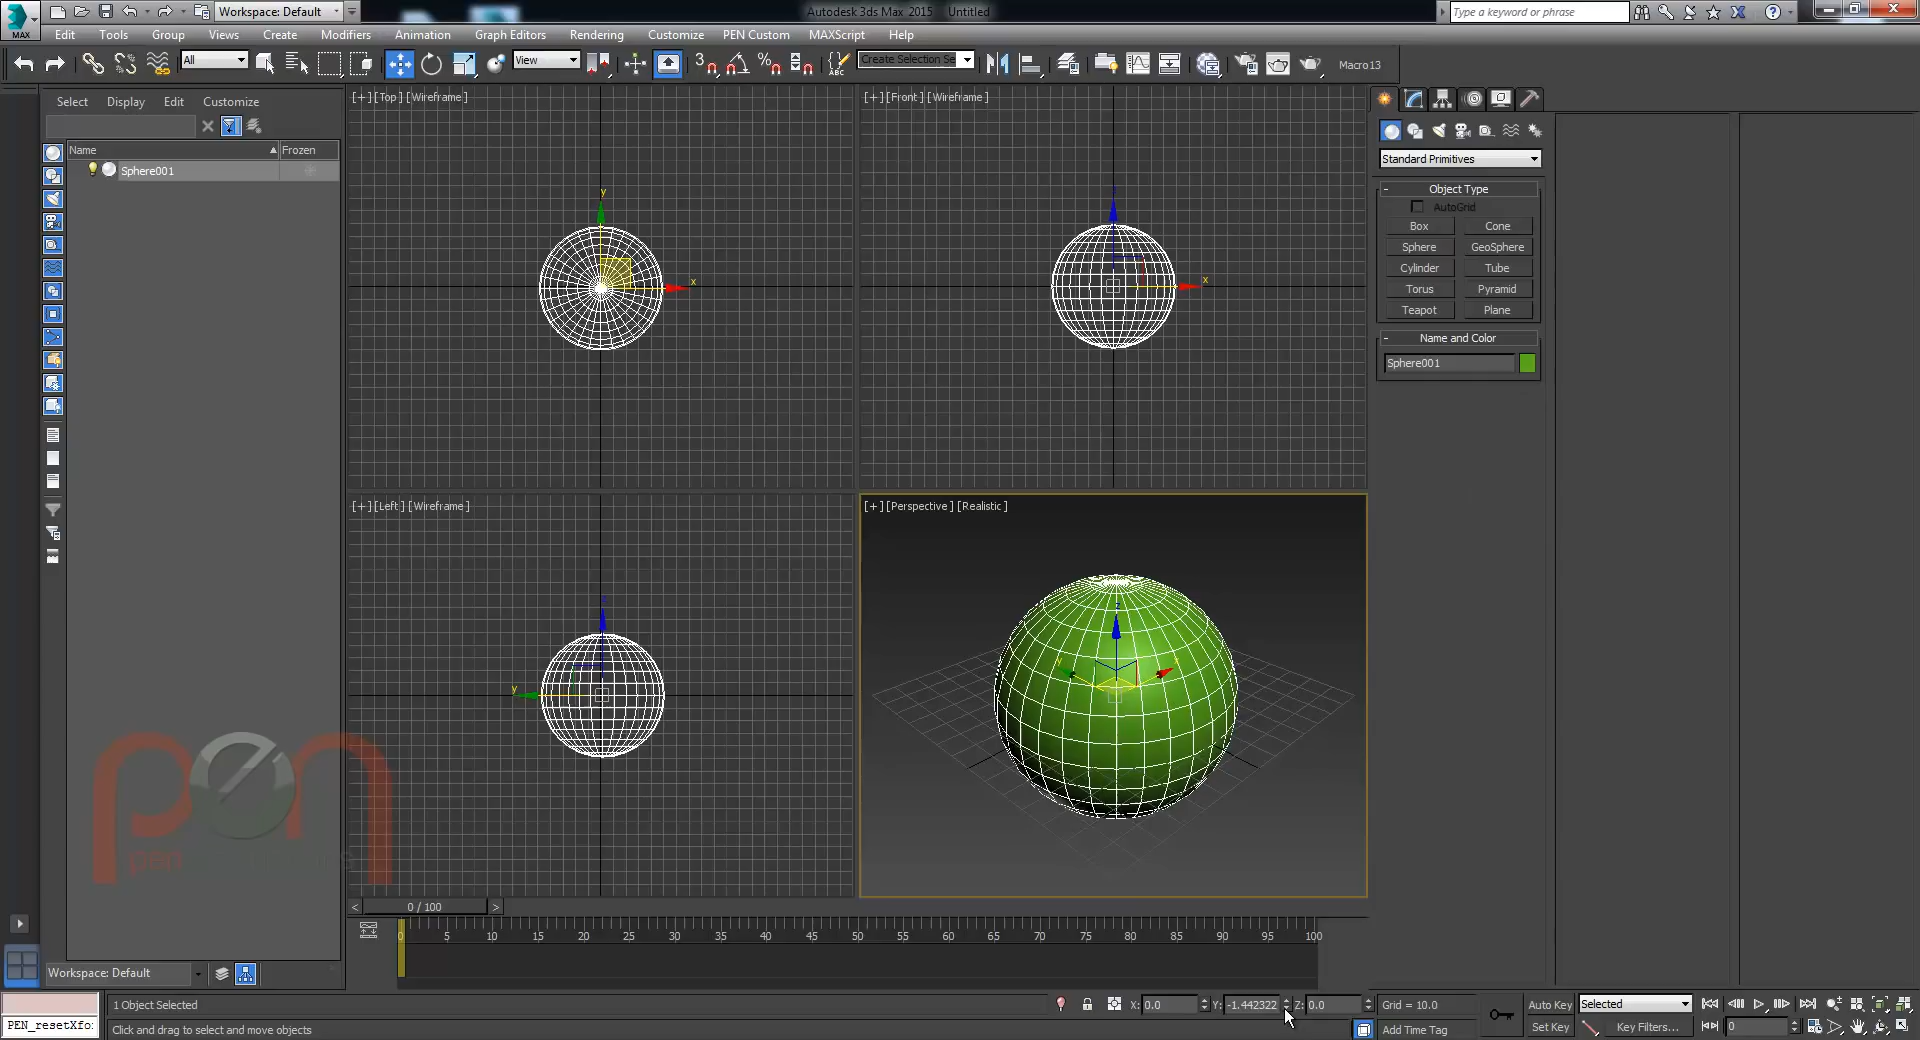 Workspace: Default
Autodesk 3ds Max 2015 Untitled
Type a keyword or phrase
MAX
Edit Tools Group Views Create Modifiers Animation Graph Editors Rendering Customize PEN Custom MAXScript Help
All
View
3
ABC
Create Selection Se
Macro13
Select Display Edit Customize
Name Frozen
Sphere001
[+] [Top] [Wireframe]
[+] [Front] [Wireframe]
y
x
z
x
Standard Primitives
- Object Type
AutoGrid
Box Cone
Sphere GeoSphere
Cylinder Tube
Torus Pyramid
Teapot Plane
- Name and Color
Sphere001
[+] [Left] [Wireframe]
[+] [Perspective] [Realistic]
z
y
z
y
x
pen
pen
< 0 / 100 >
0 5 10 15 20 25 30 35 40 45 50 55 60 65 70 75 80 85 90 95 100
Workspace: Default
1 Object Selected
X: 0.0 Y: -1.442322 Z: 0.0 Grid = 10.0
Auto Key Selected
PEN_resetXfo:
Click and drag to select and move objects
Add Time Tag
Set Key Key Filters... 0